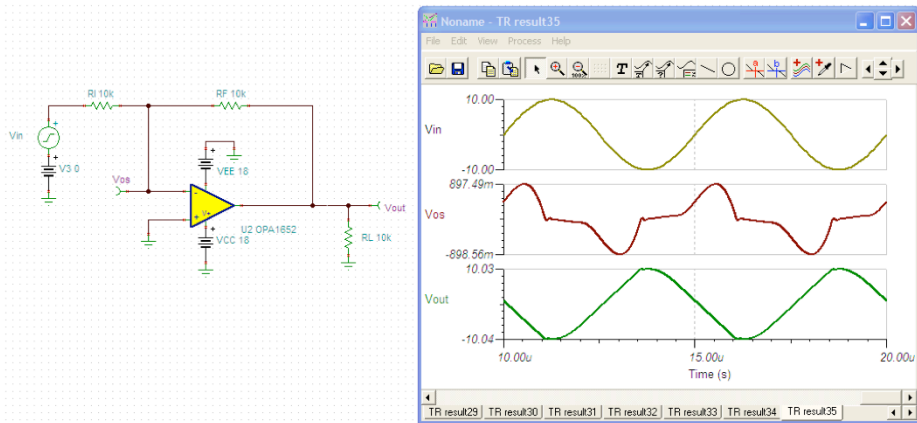 Noname - TR result35
File Edit View Process Help
T
RI 10k
RF 10k
Vin
V3 0
Vos
VEE 18
- 
+
V+
U2 OPA1652
VCC 18
Vout
RL 10k
10.00
Vin
-10.00
897.49m
Vos
-898.56m
10.03
Vout
-10.04
10.00u 15.00u 20.00u
Time (s)
TR result29 TR result30 TR result31 TR result32 TR result33 TR result34 TR result35